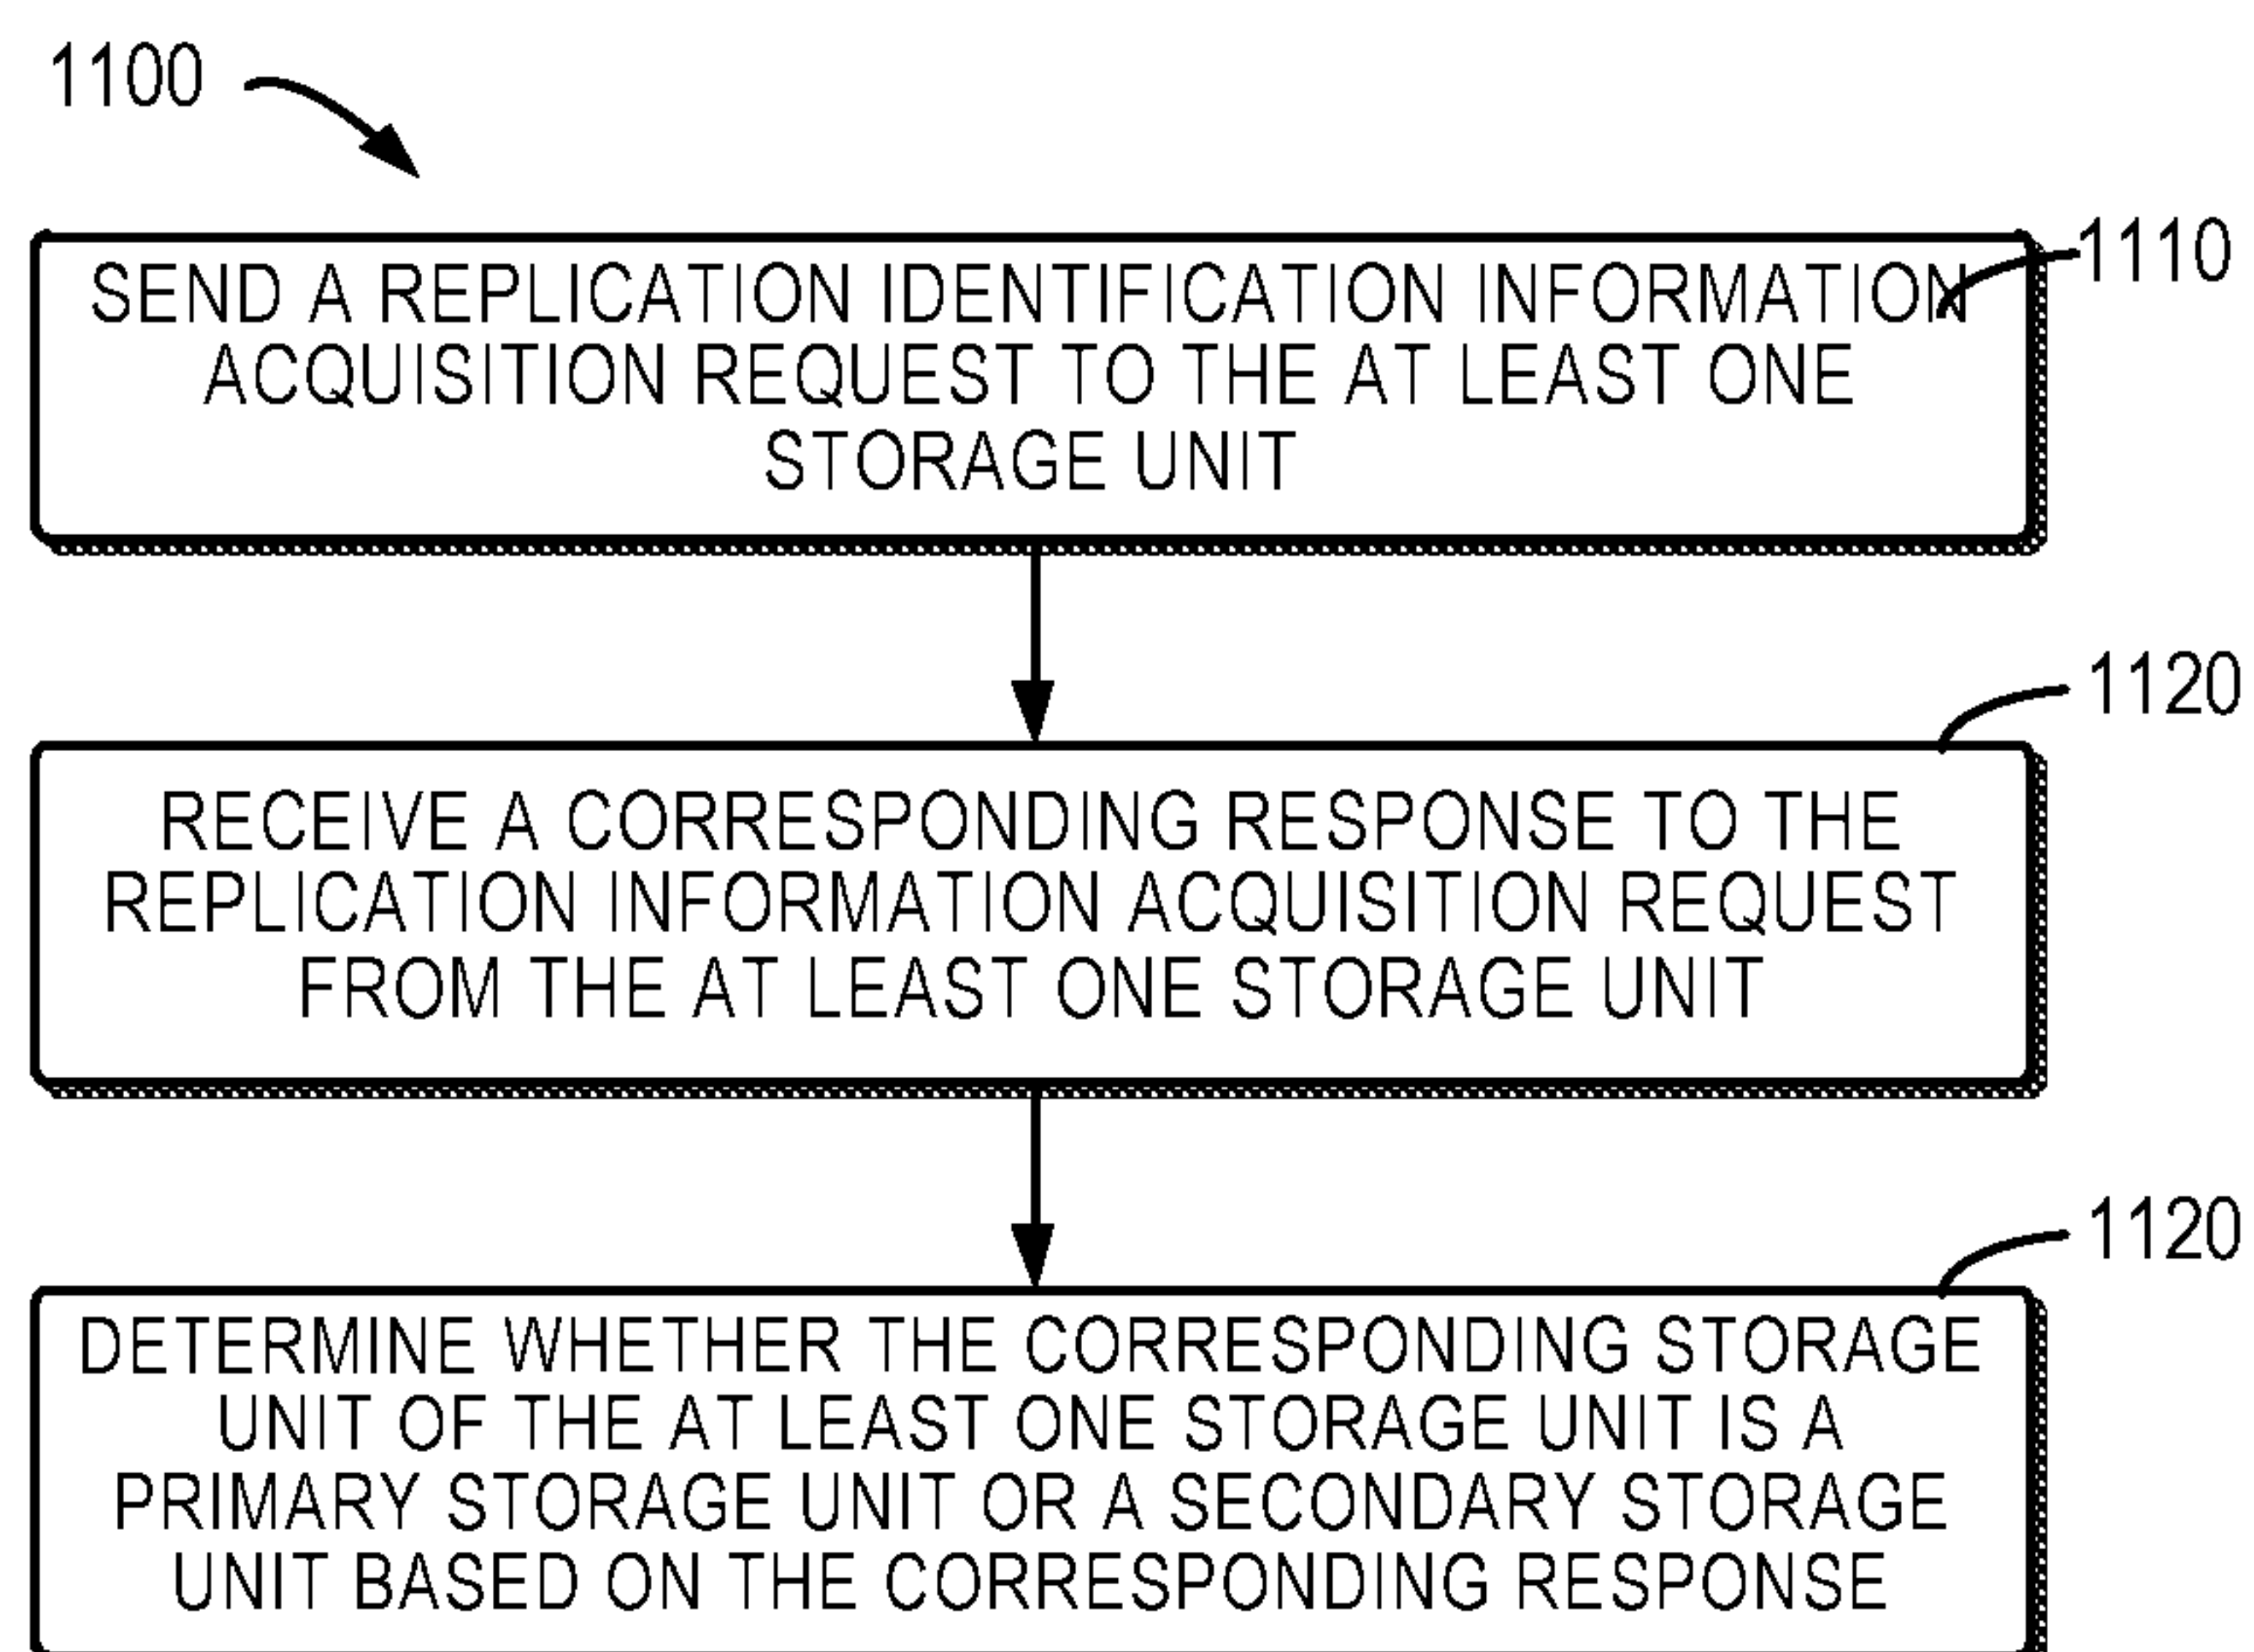 1100
1110
SEND A REPLICATION IDENTIFICATION INFORMATION
ACQUISITION REQUEST TO THE AT LEAST ONE
STORAGE UNIT
1120
RECEIVE A CORRESPONDING RESPONSE TO THE
REPLICATION INFORMATION ACQUISITION REQUEST
FROM THE AT LEAST ONE STORAGE UNIT
1120
DETERMINE WHETHER THE CORRESPONDING STORAGE
UNIT OF THE AT LEAST ONE STORAGE UNIT IS A
PRIMARY STORAGE UNIT OR A SECONDARY STORAGE
UNIT BASED ON THE CORRESPONDING RESPONSE